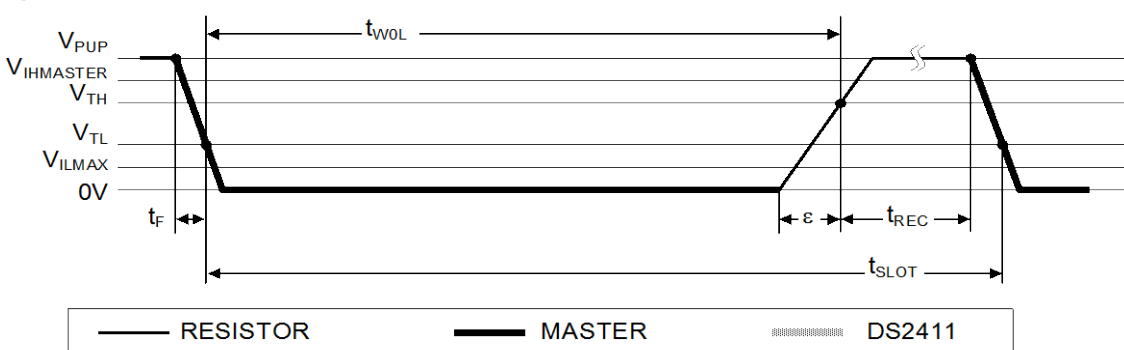 tW0L
VPUP
VIHMASTER
VTH
VTL
VILMAX
0V
tF
ε
tREC
tSLOT
RESISTOR MASTER DS2411